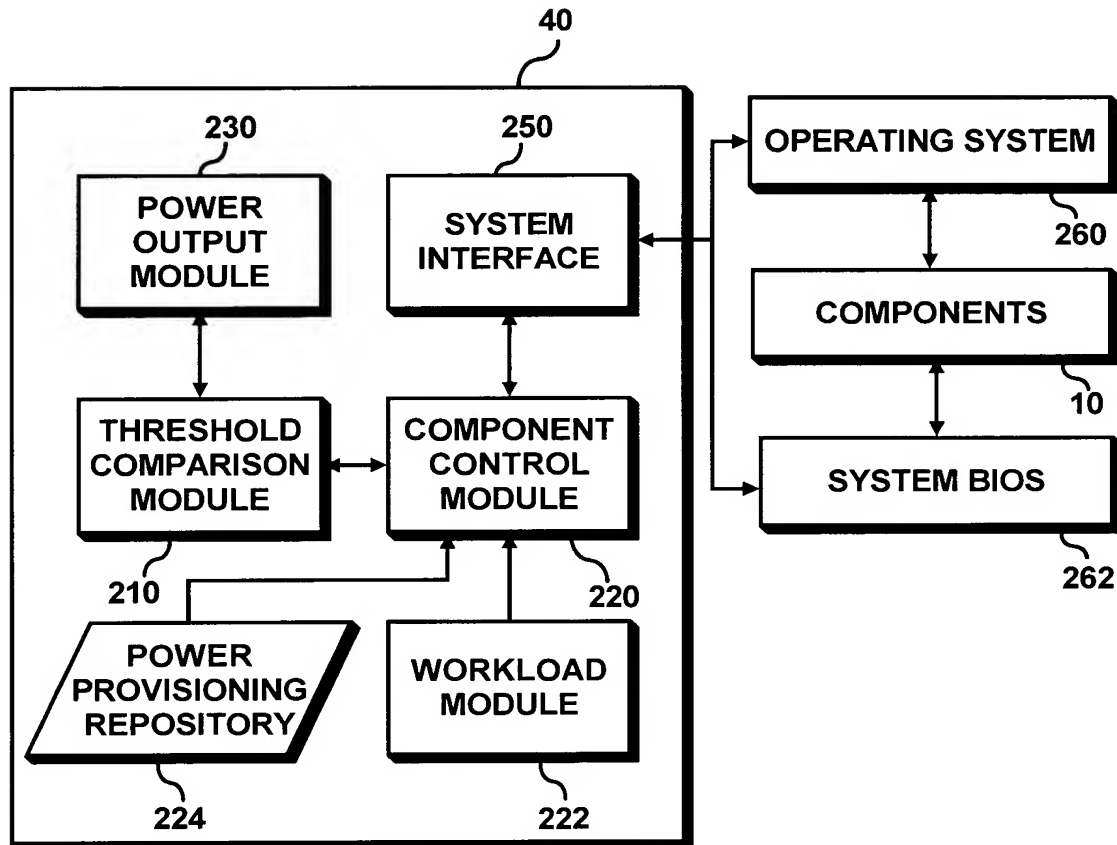 40
230
250
POWER
OUTPUT
MODULE
SYSTEM
INTERFACE
OPERATING SYSTEM
260
COMPONENTS
10
THRESHOLD
COMPARISON
MODULE
COMPONENT
CONTROL
MODULE
SYSTEM BIOS
262
210
220
POWER
PROVISIONING
REPOSITORY
WORKLOAD
MODULE
224
222